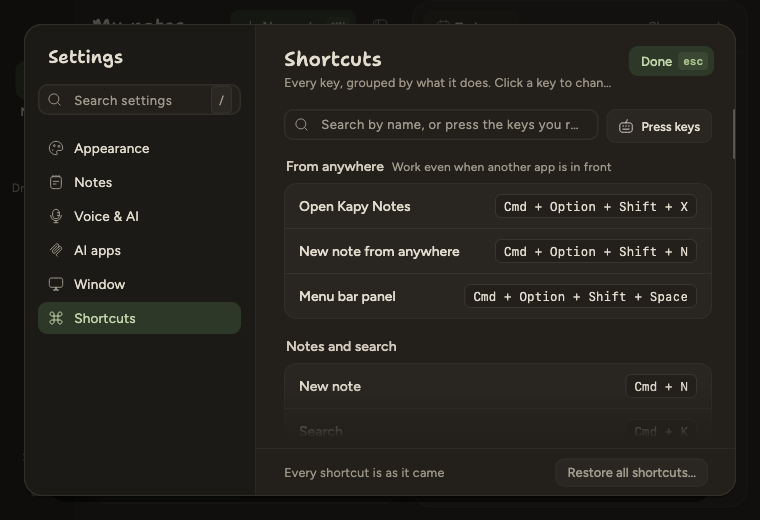 My notes
Settings
Search settings
/
Appearance
Notes
Voice & AI
AI apps
Window
Shortcuts
Shortcuts
Every key, grouped by what it does. Click a key to chan...
Done esc
Search by name, or press the keys you r...
Press keys
From anywhere Work even when another app is in front
Open Kapy Notes Cmd + Option + Shift + X
New note from anywhere Cmd + Option + Shift + N
Menu bar panel Cmd + Option + Shift + Space
Notes and search
New note Cmd + N
Search Cmd + K
Every shortcut is as it came
Restore all shortcuts...